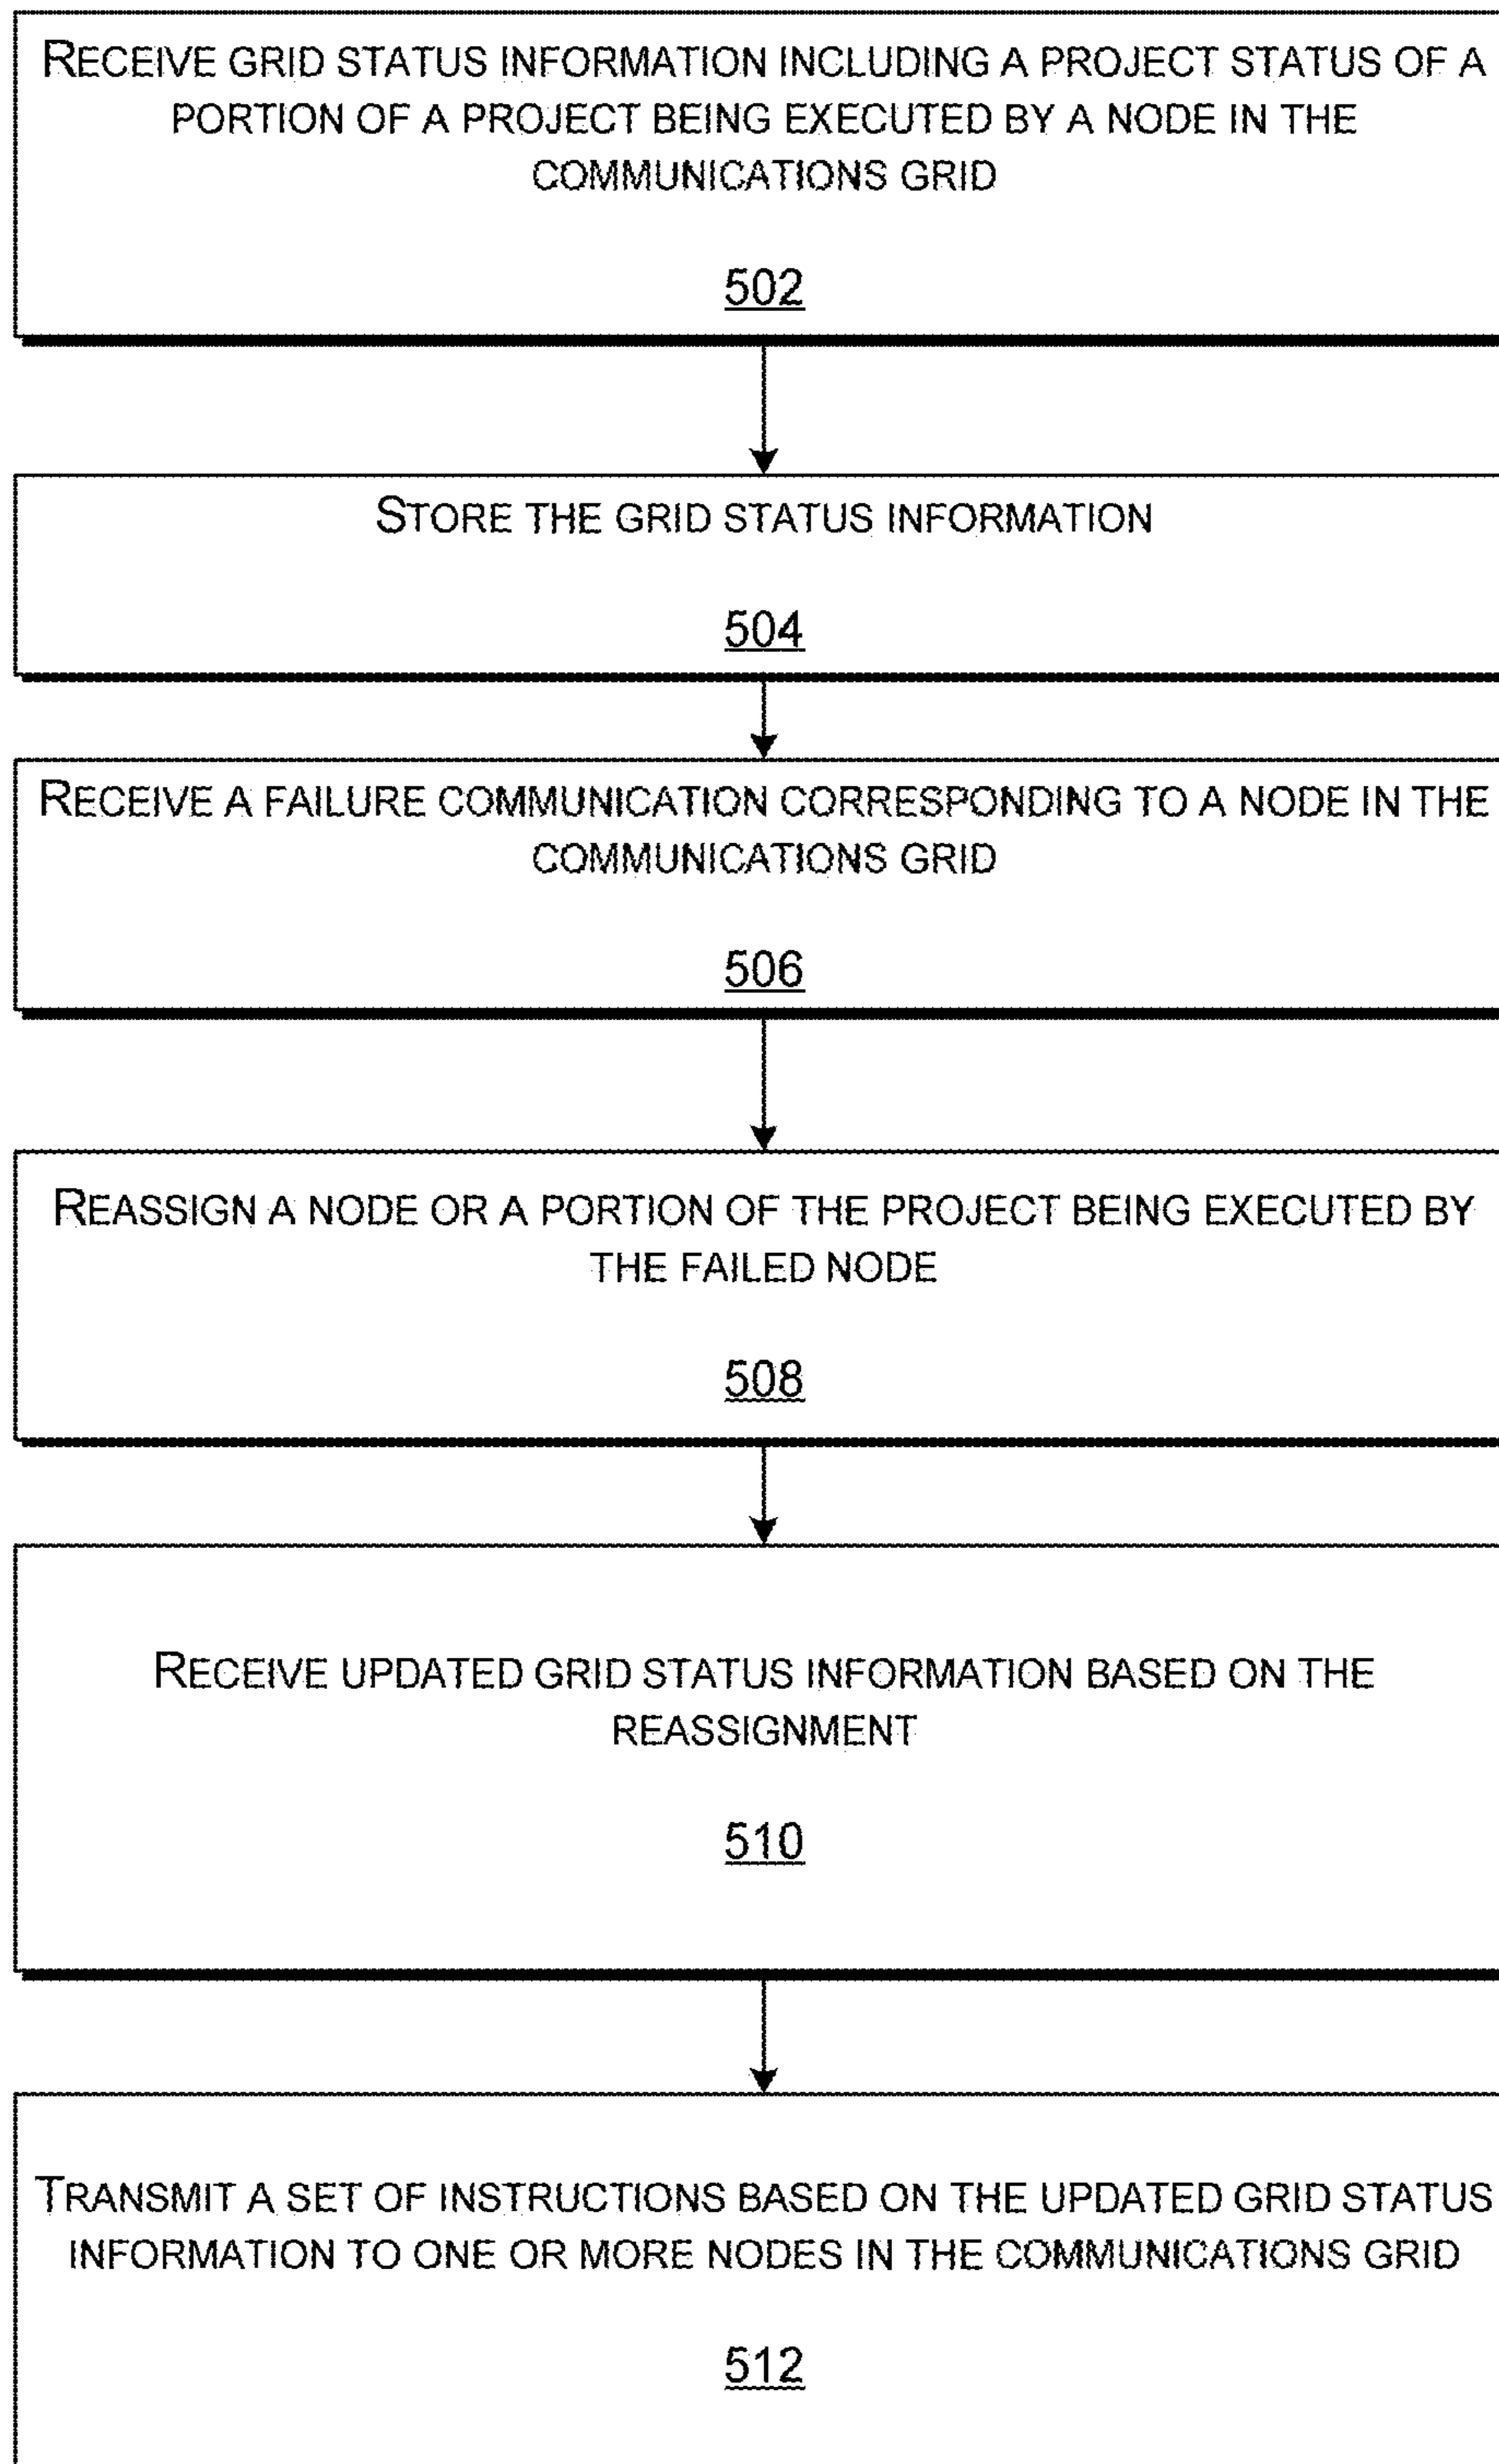 RECEIVE GRID STATUS INFORMATION INCLUDING A PROJECT STATUS OF A
PORTION OF A PROJECT BEING EXECUTED BY A NODE IN THE
COMMUNICATIONS GRID
502
STORE THE GRID STATUS INFORMATION
504
RECEIVE A FAILURE COMMUNICATION CORRESPONDING TO A NODE IN THE
COMMUNICATIONS GRID
506
REASSIGN A NODE OR A PORTION OF THE PROJECT BEING EXECUTED BY
THE FAILED NODE
508
RECEIVE UPDATED GRID STATUS INFORMATION BASED ON THE
REASSIGNMENT
510
TRANSMIT A SET OF INSTRUCTIONS BASED ON THE UPDATED GRID STATUS
INFORMATION TO ONE OR MORE NODES IN THE COMMUNICATIONS GRID
512